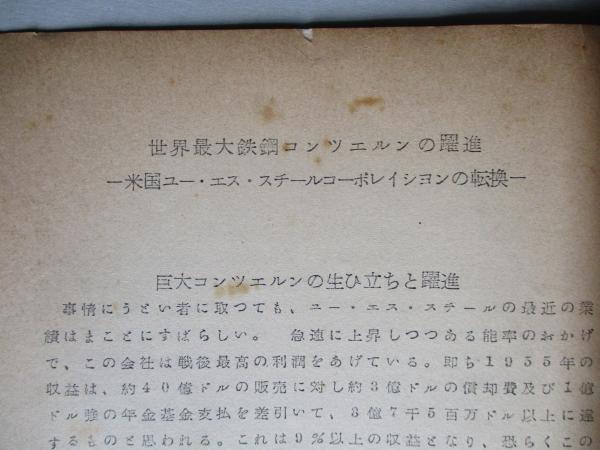 世界最大鉄鋼コンツエルンの躍進
―米国ユー・エス・スチールコーポレイシヨンの転換―
巨大コンツエルンの生ひ立ちと躍進
事情にうとい者に取つても、ユー・エス・スチールの最近の業
績はまことにすばらしい。 急速に上昇しつつある能率のおかげ
で、この会社は戦後最高の利潤をあげている。即ち1955年の
収益は、約40億ドルの販売に対し約3億ドルの償却費及び1億
ドル強の年金基金支払を差引いて、3億7千5百万ドル以上に達
するものと思われる。これは9%以上の収益となり、恐らくこの